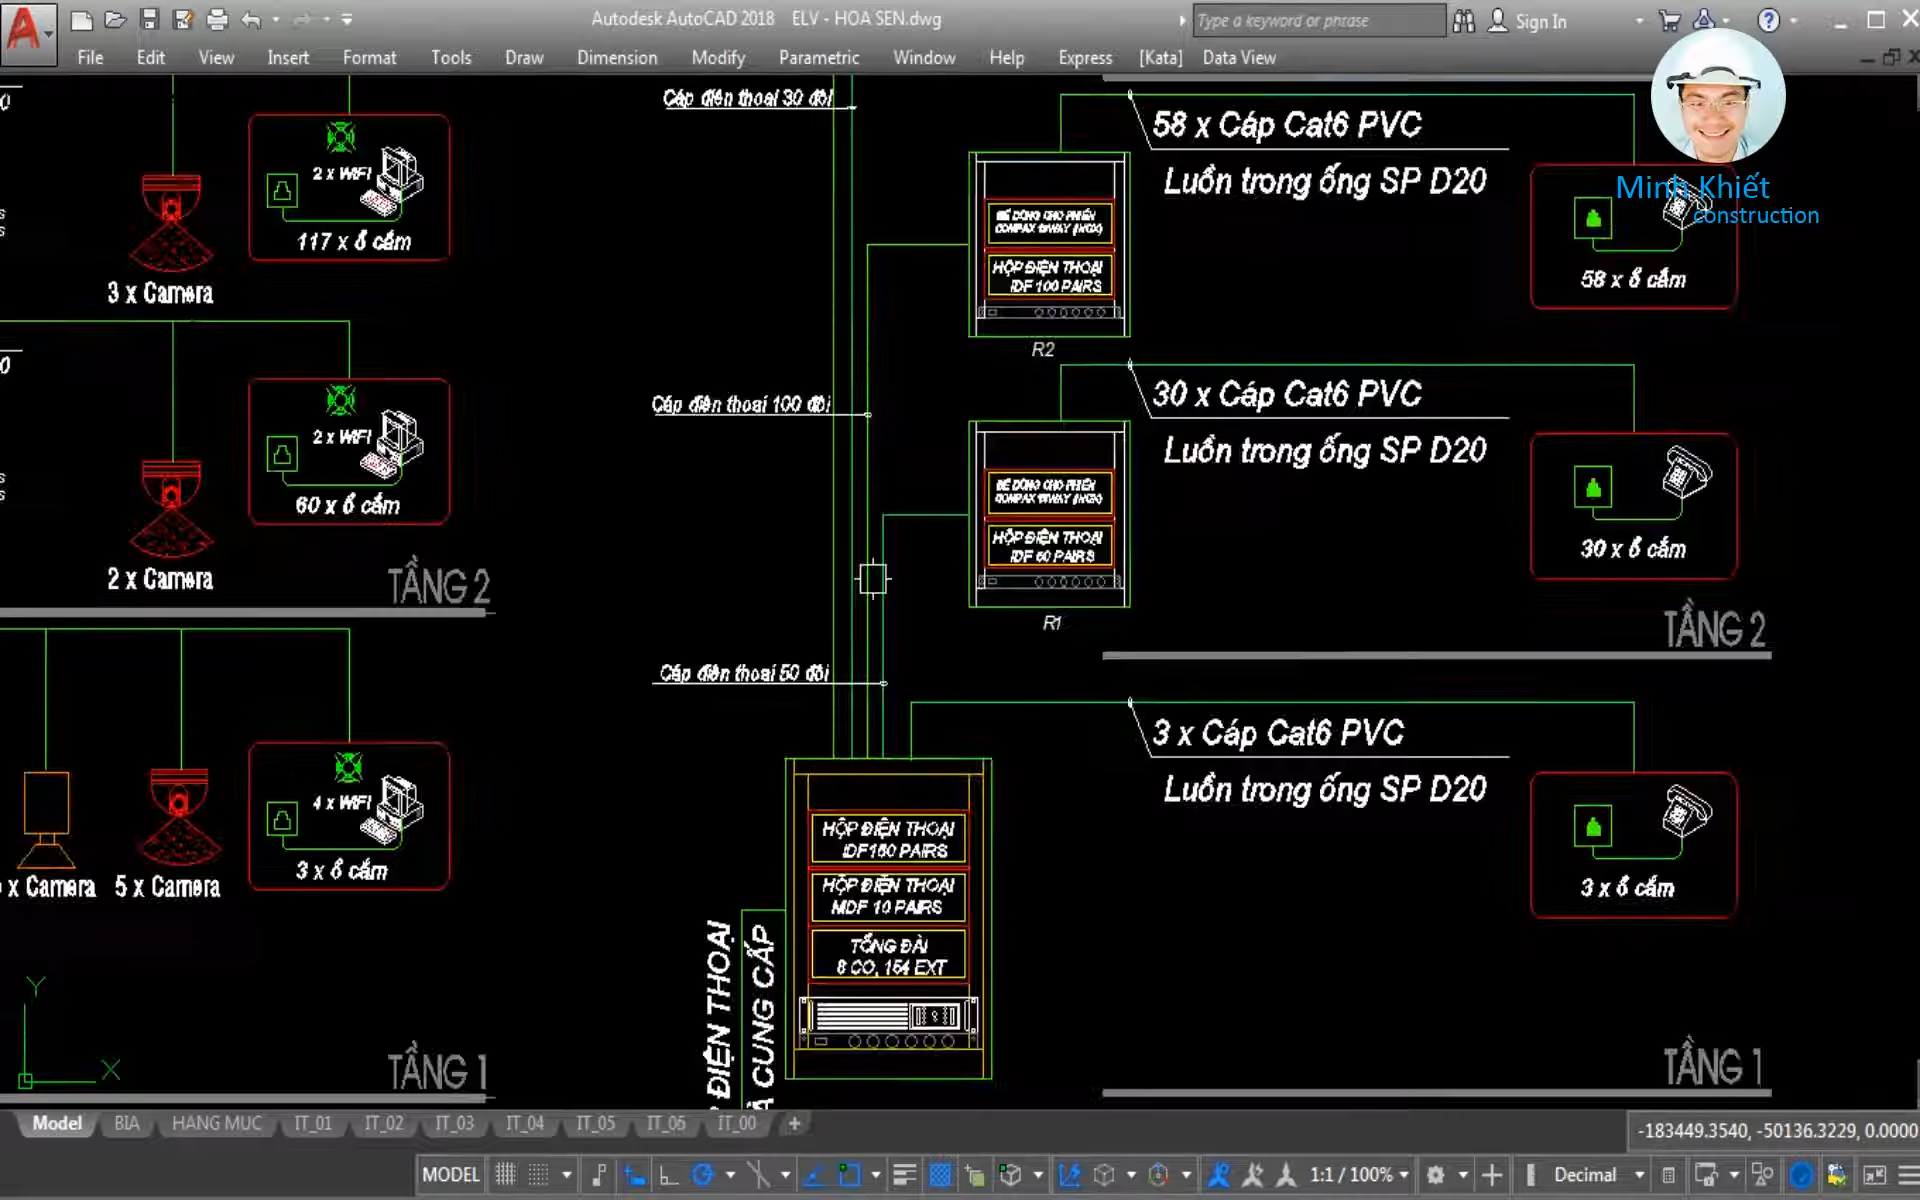 Autodesk AutoCAD 2018 ELV - HOA SEN.dwg
Type a keyword or phrase
Sign In
File Edit View Insert Format Tools Draw Dimension Modify Parametric Window Help Express [Kata] Data View
Minh Khiết
construction
2 x WIFI
117 x ổ cắm
3 x Camera
2 x WIFI
60 x ổ cắm
2 x Camera
TẦNG 2
4 x WIFI
3 x ổ cắm
x Camera
5 x Camera
TẦNG 1
Y
X
Cáp điện thoại 30 đôi
Cáp điện thoại 100 đôi
Cáp điện thoại 50 đôi
58 x Cáp Cat6 PVC
Luồn trong ống SP D20
ĐẾ DÙNG CHO PHIẾN
HỘP ĐIỆN THOẠI
IDF 100 PAIRS
R2
58 x ổ cắm
30 x Cáp Cat6 PVC
Luồn trong ống SP D20
ĐẾ DÙNG CHO PHIẾN
HỘP ĐIỆN THOẠI
R1
30 x ổ cắm
TẦNG 2
3 x Cáp Cat6 PVC
Luồn trong ống SP D20
HỘP ĐIỆN THOẠI
IDF150 PAIRS
HỘP ĐIỆN THOẠI
MDF 10 PAIRS
TỔNG ĐÀI
8 CO, 154 EXT
3 x ổ cắm
TẦNG 1
ĐIỆN THOẠI
CUNG CẤP
Model BIA HANG MUC IT_01 IT_02 IT_03 IT_04 IT_05 IT_06 IT_00 +
-183449.3540, -50136.3229, 0.0000
MODEL 1:1 / 100% Decimal